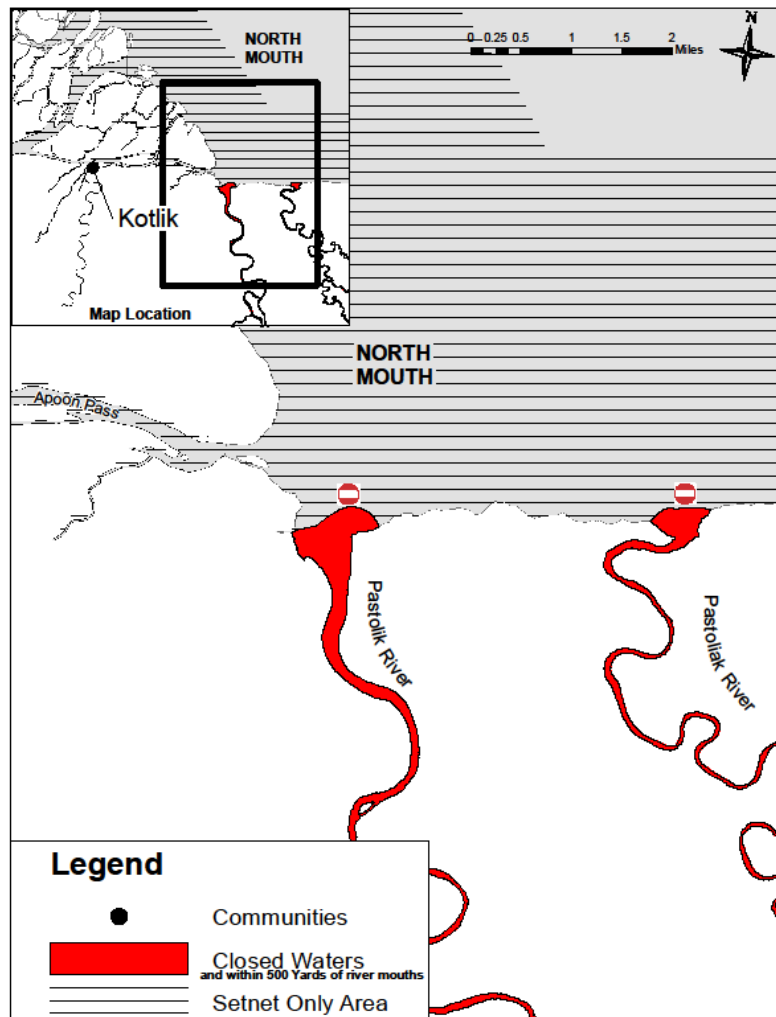 NORTH
MOUTH
0 0.25 0.5 1 1.5 2
Miles
N
Kotlik
Map Location
NORTH
MOUTH
Apoon Pass
Pastolik River
Pastoliak River
Legend
Communities
Closed Waters
and within 500 Yards of river mouths
Setnet Only Area